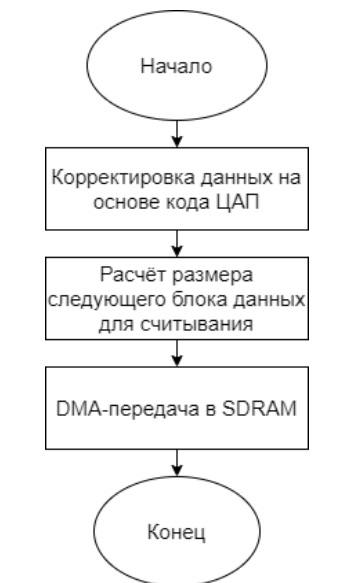 Начало
Корректировка данных на
основе кода ЦАП
Расчёт размера
следующего блока данных
для считывания
DMA-передача в SDRAM
Конец